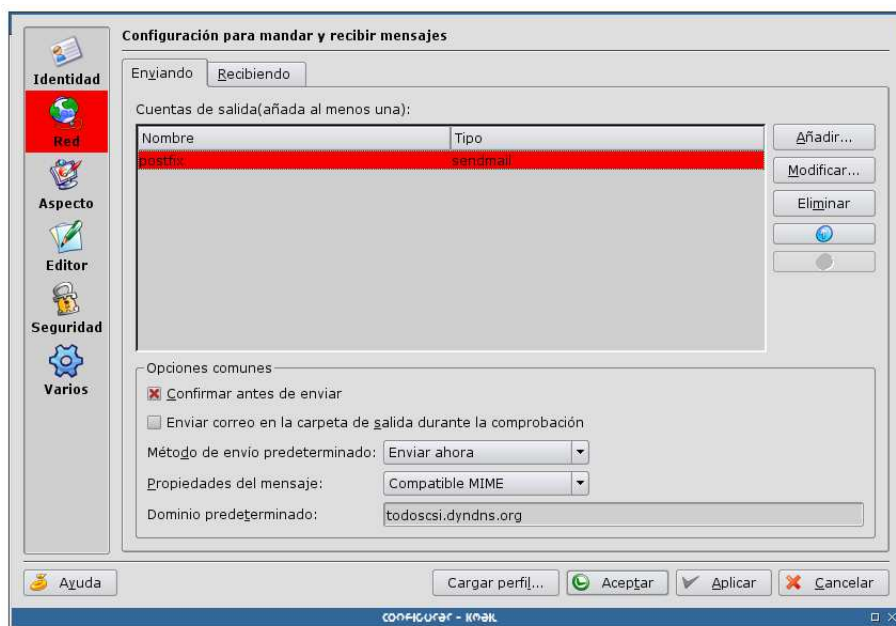 Configuración para mandar y recibir mensajes
Identidad
Red
Aspecto
Editor
Seguridad
Varios
Enviando
Recibiendo
Cuentas de salida(añada al menos una):
Nombre Tipo
postfix sendmail
Añadir...
Modificar...
Eliminar
Opciones comunes
Confirmar antes de enviar
Enviar correo en la carpeta de salida durante la comprobación
Método de envío predeterminado: Enviar ahora
Propiedades del mensaje: Compatible MIME
Dominio predeterminado: todoscsi.dyndns.org
Ayuda
Cargar perfil...
Aceptar
Aplicar
Cancelar
Configurar - KMail